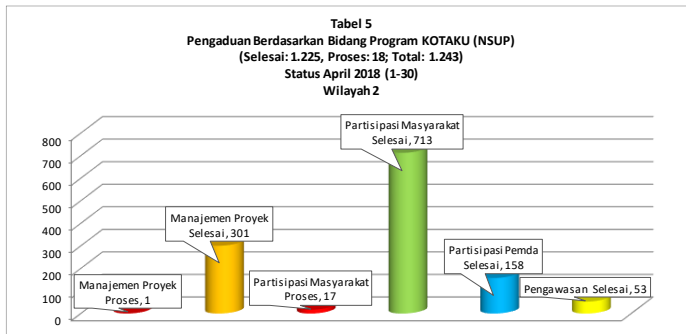 Tabel 5
Pengaduan Berdasarkan Bidang Program KOTAKU (NSUP)
(Selesai: 1.225, Proses: 18; Total: 1.243)
Status April 2018 (1-30)
Wilayah 2
800
700
600
500
400
300
200
100
0
Manajemen Proyek
Proses, 1
Manajemen Proyek
Selesai, 301
Partisipasi Masyarakat
Proses, 17
Partisipasi Masyarakat
Selesai, 713
Partisipasi Pemda
Selesai, 158
Pengawasan Selesai, 53